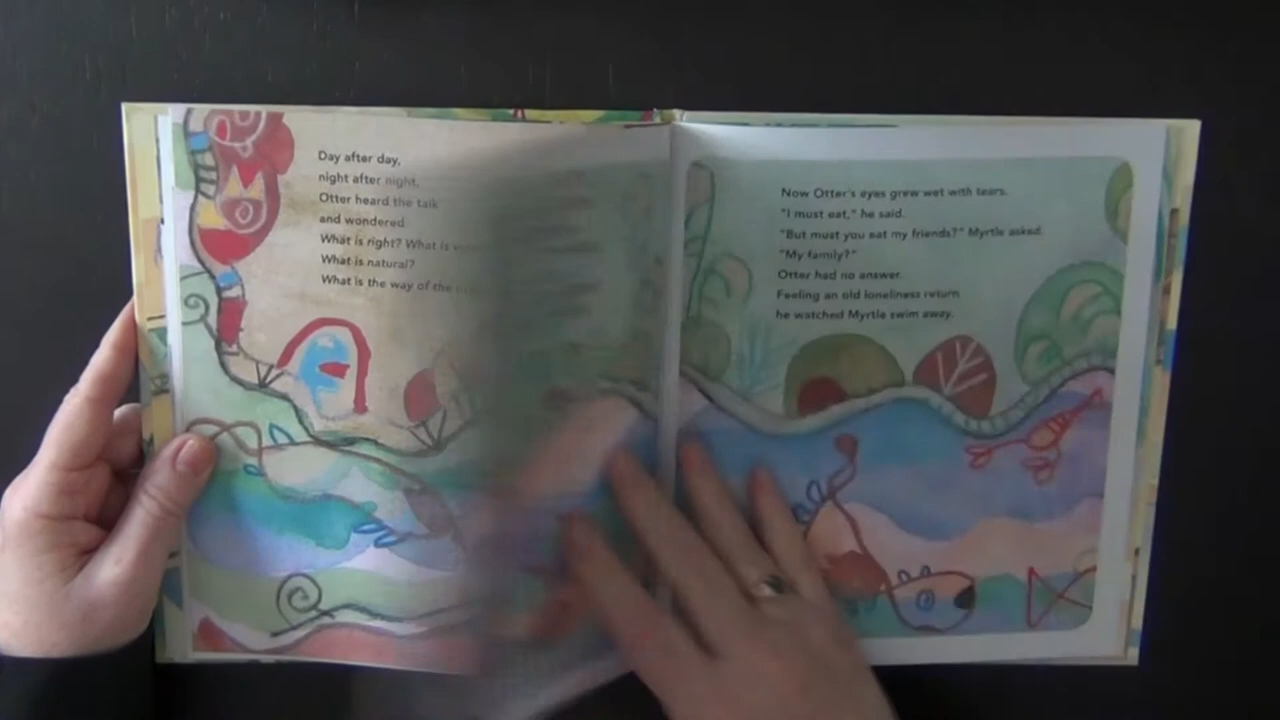 Day after day,
night after night,
Otter heard the talk
and wondered
What is right? What is
What is natural?
What is the way of the
Now Otter's eyes grew wet with tears.
"I must eat," he said.
"But must you eat my friends?" Myrtle asked.
"My family?"
Otter had no answer.
Feeling an old loneliness return
he watched Myrtle swim away.